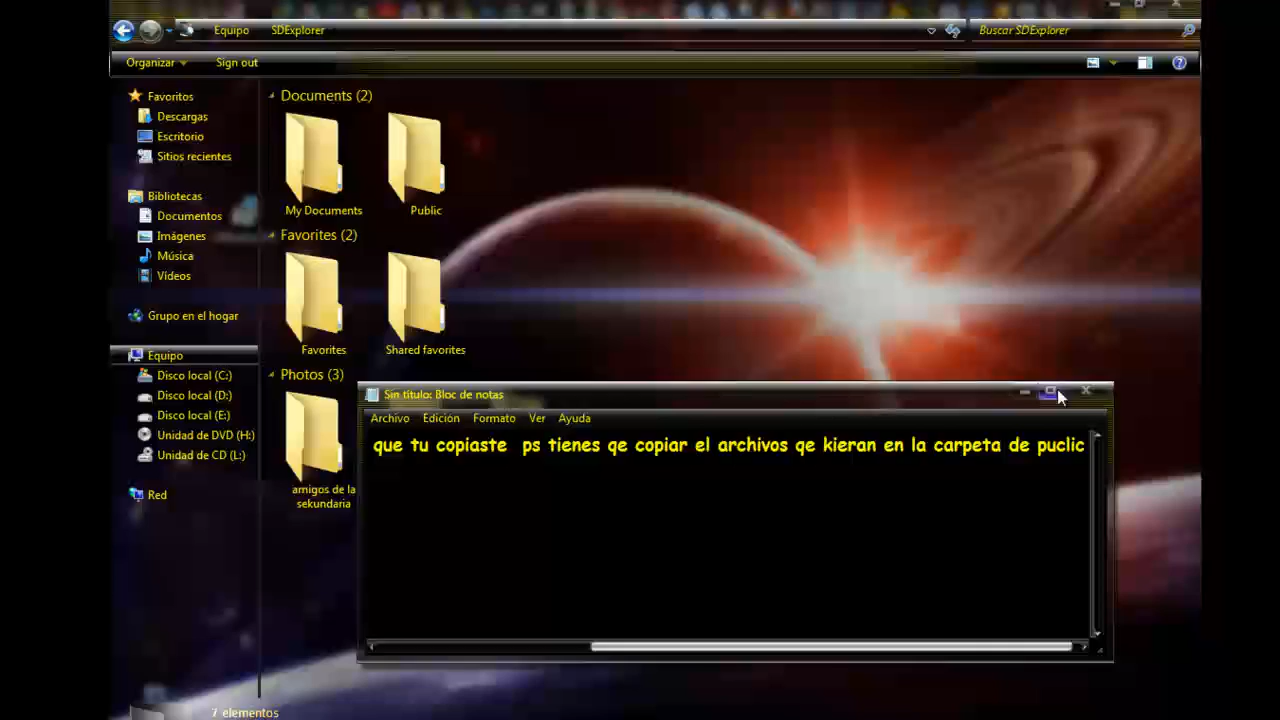 Equipo SDExplorer Buscar SDExplorer
Organizar Sign out
Favoritos
Descargas
Escritorio
Sitios recientes
Bibliotecas
Documentos
Imágenes
Música
Vídeos
Grupo en el hogar
Equipo
Disco local (C:)
Disco local (D:)
Disco local (E:)
Unidad de DVD (H:)
Unidad de CD (L:)
Red
Documents (2)
My Documents Public
Favorites (2)
Favorites Shared favorites
Photos (3)
amigos de la
sekundaria
Sin título: Bloc de notas
Archivo Edición Formato Ver Ayuda
que tu copiaste ps tienes qe copiar el archivos qe kieran en la carpeta de puclic
7 elementos